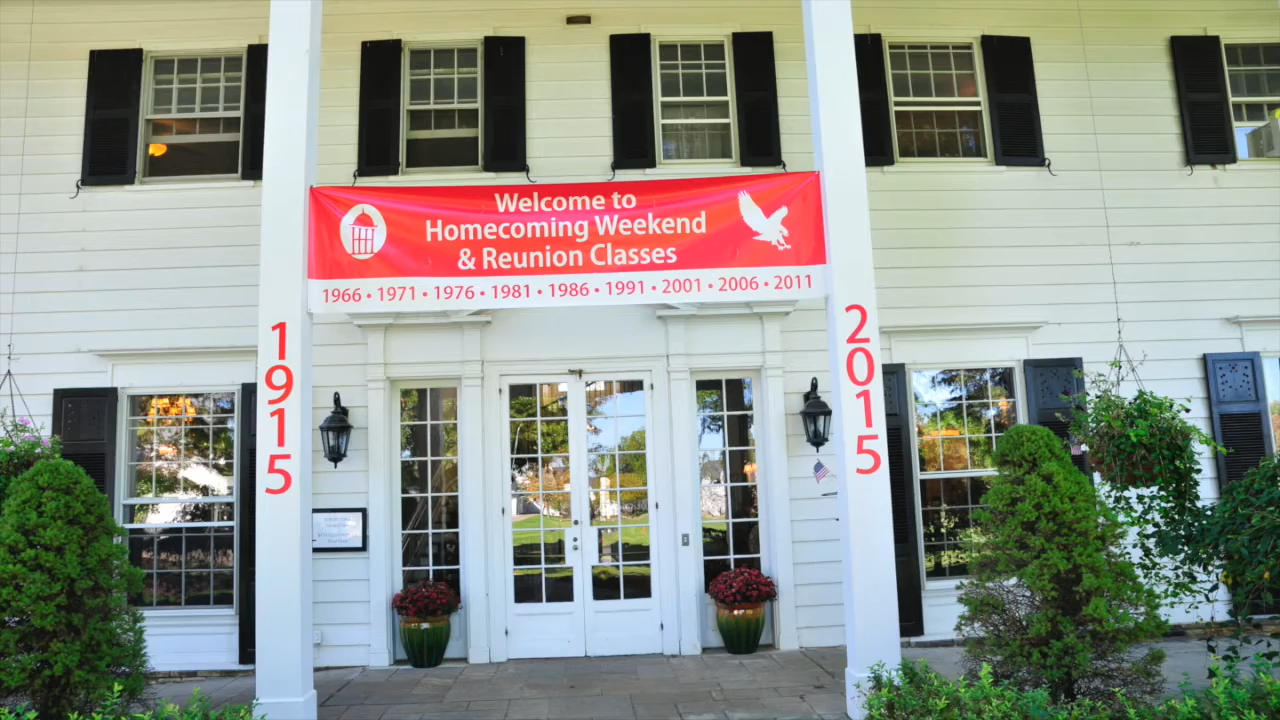 Welcome to
Homecoming Weekend
& Reunion Classes
1966 • 1971 • 1976 • 1981 • 1986 • 1991 • 2001 • 2006 • 2011
1915
2015